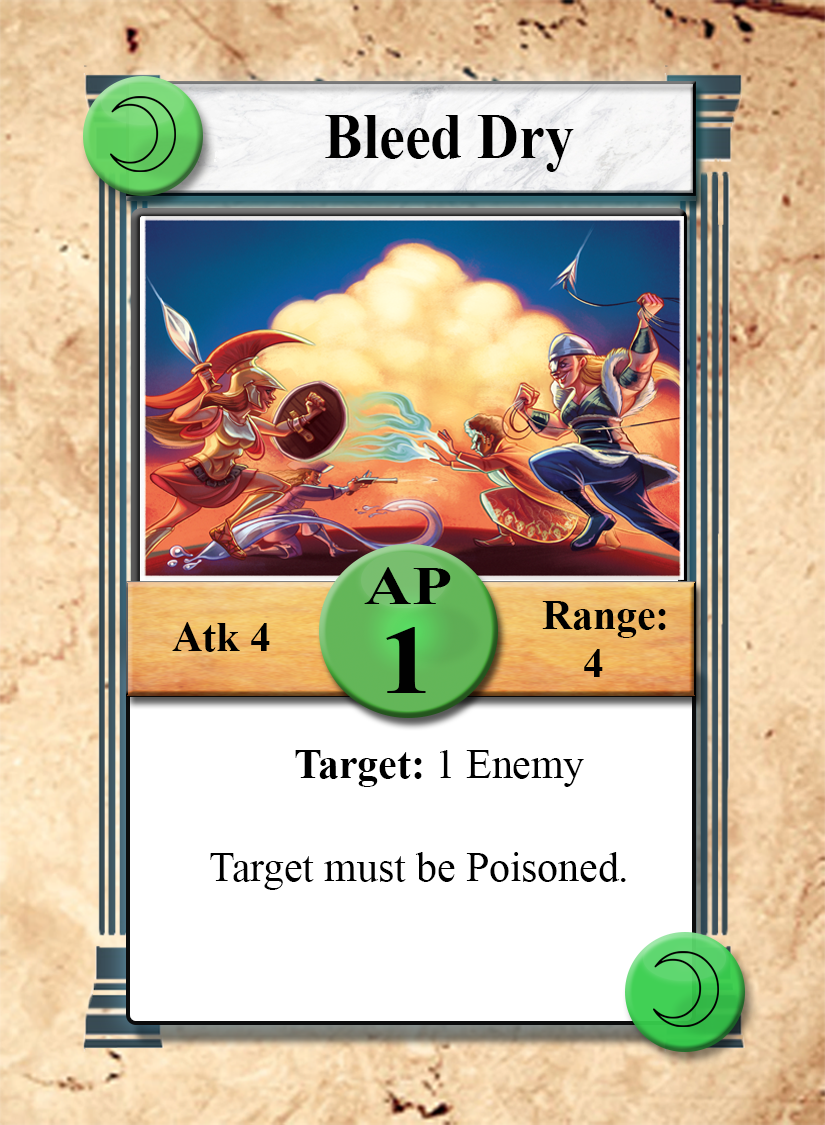 Bleed Dry
Atk 4
AP
1
Range:
4
Target: 1 Enemy
Target must be Poisoned.